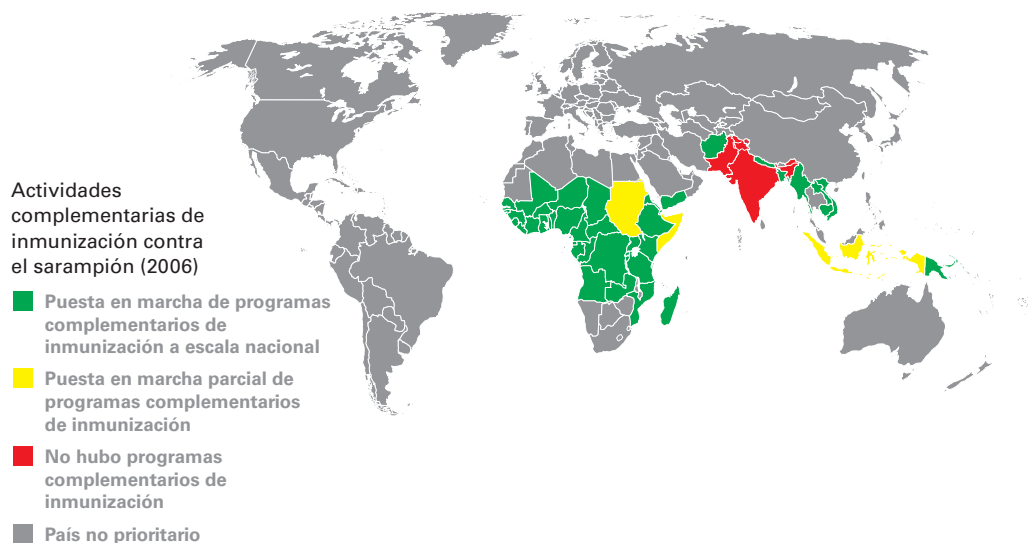 Actividades
complementarias de
inmunización contra
el sarampión (2006)
Puesta en marcha de programas
complementarios de
inmunización a escala nacional
Puesta en marcha parcial de
programas complementarios
de inmunización
No hubo programas
complementarios de
inmunización
País no prioritario